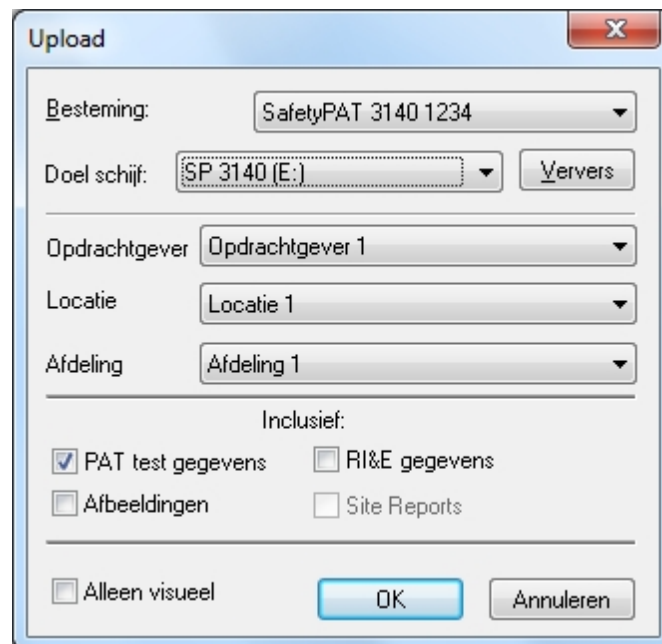 Upload
Besteming: SafetyPAT 3140 1234
Doel schijf: SP 3140 (E:) Ververs
Opdrachtgever Opdrachtgever 1
Locatie Locatie 1
Afdeling Afdeling 1
Inclusief:
PAT test gegevens RI&E gegevens
Afbeeldingen Site Reports
Alleen visueel OK Annuleren